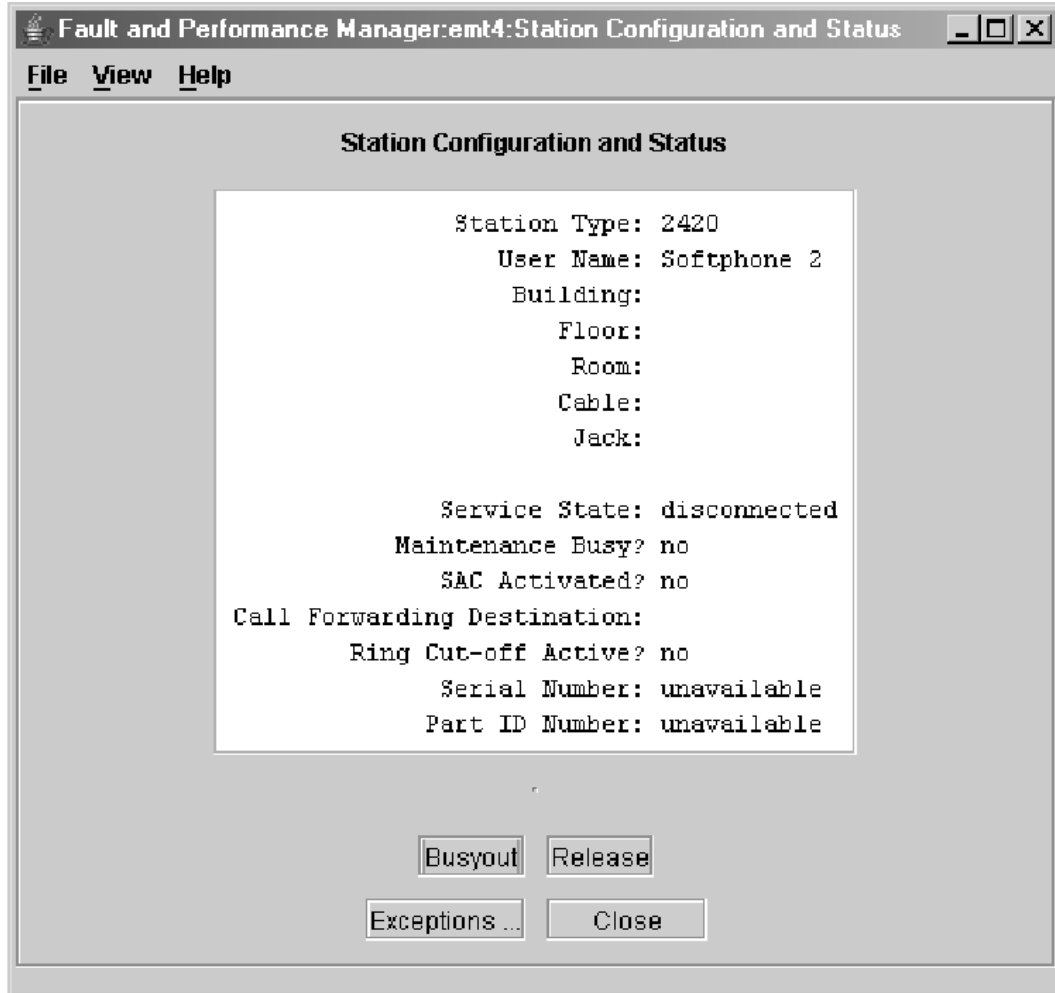 Fault and Performance Manager:emt4:Station Configuration and Status
File View Help
Station Configuration and Status
Station Type: 2420
User Name: Softphone 2
Building:
Floor:
Room:
Cable:
Jack:
Service State: disconnected
Maintenance Busy? no
SAC Activated? no
Call Forwarding Destination:
Ring Cut-off Active? no
Serial Number: unavailable
Part ID Number: unavailable
Busyout Release
Exceptions ... Close